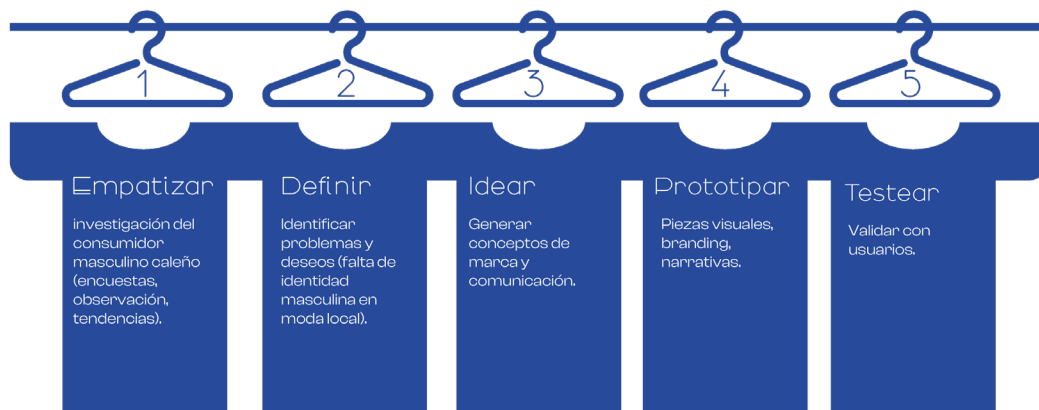 1
2
3
4
5
Empatizar
investigación del
consumidor
masculino caleño
(encuestas,
observación,
tendencias).
Definir
Identificar
problemas y
deseos (falta de
identidad
masculina en
moda local).
Idear
Generar
conceptos de
marca y
comunicación.
Prototipar
Piezas visuales,
branding,
narrativas.
Testear
Validar con
usuarios.